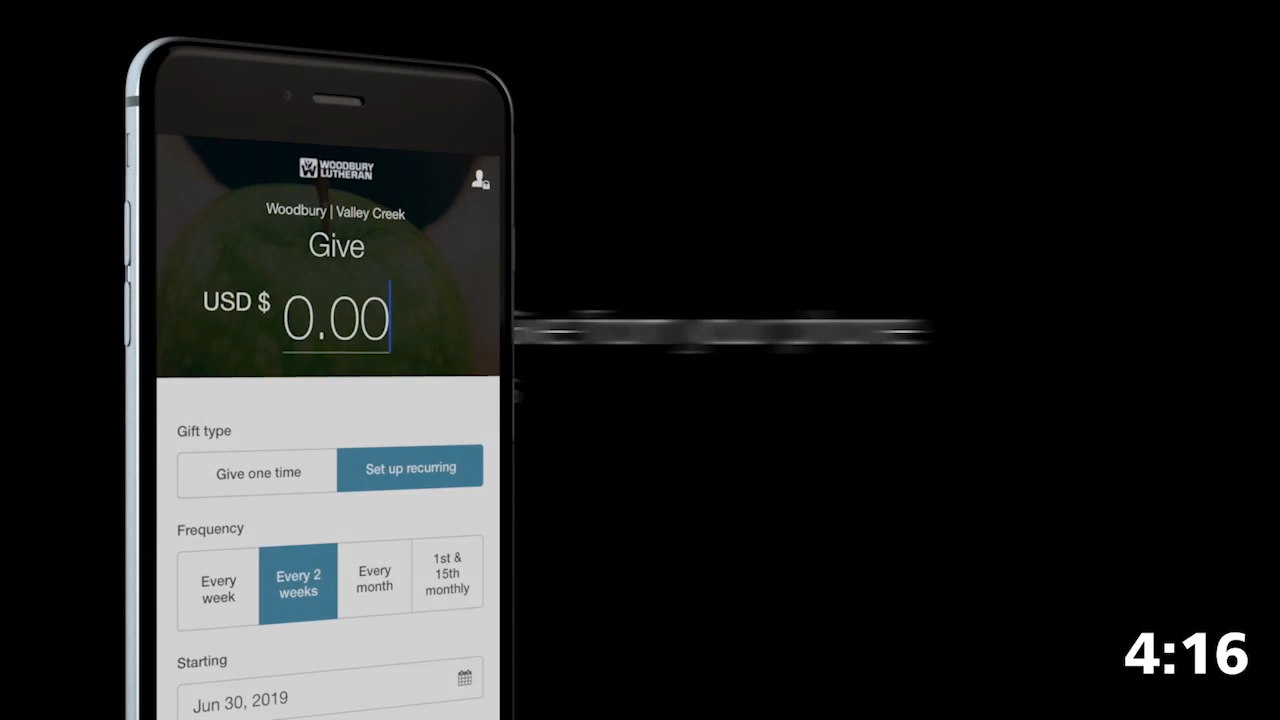 WOODBURY
LUTHERAN
Woodbury | Valley Creek
Give
USD $ 0.00
Gift type
Give one time
Set up recurring
Frequency
Every
week
Every 2
weeks
Every
month
1st &
15th
monthly
Starting
Jun 30, 2019
4:16